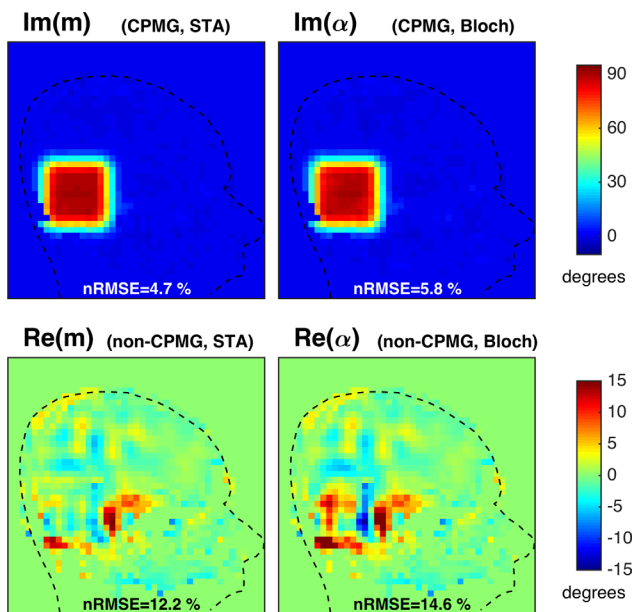 Im(m) (CPMG, STA) Im(α) (CPMG, Bloch)
90
60
30
0
degrees
nRMSE=4.7 % nRMSE=5.8 %
Re(m) (non-CPMG, STA) Re(α) (non-CPMG, Bloch)
15
10
5
0
-5
-10
-15
degrees
nRMSE=12.2 % nRMSE=14.6 %